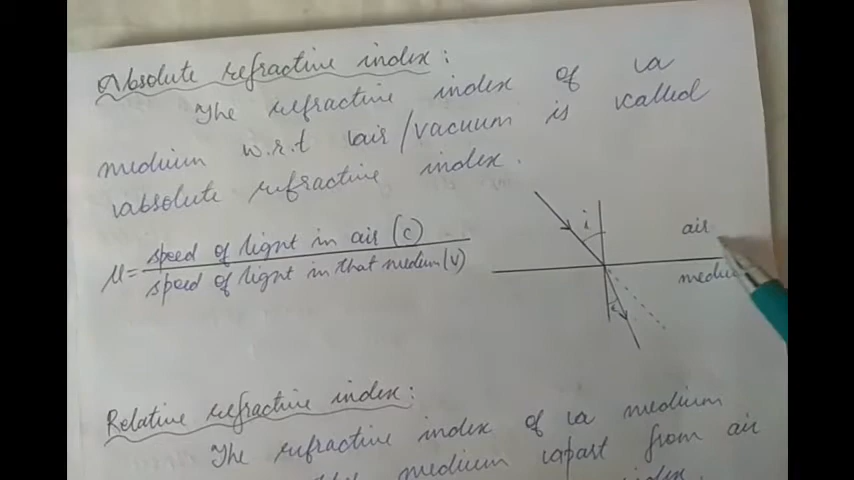 Absolute refractive index:
The refractive index of a
medium w.r.t air/vacuum is called
absolute refractive index.
μ = speed of light in air (c)
speed of light in that medium (v)
i
air
medium
r
Relative refractive index:
The refractive index of a medium
medium apart from air
index.